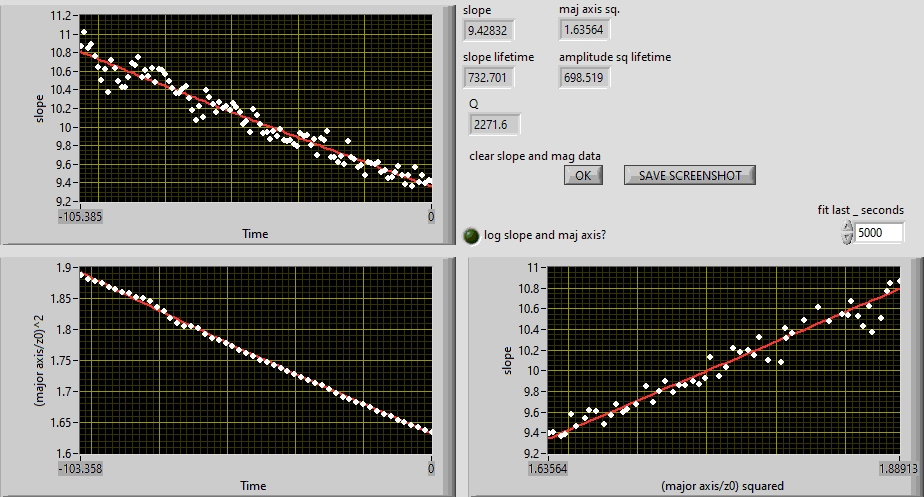 11.2
11
10.8
10.6
10.4
10.2
10
9.8
9.6
9.4
9.2
slope
-105.385
0
Time
slope
maj axis sq.
9.42832
1.63564
slope lifetime
amplitude sq lifetime
732.701
698.519
Q
2271.6
clear slope and mag data
OK
SAVE SCREENSHOT
fit last _ seconds
log slope and maj axis?
5000
1.9
1.85
1.8
1.75
1.7
1.65
1.6
(major axis/z0)^2
-103.358
0
Time
11
10.8
10.6
10.4
10.2
10.0
9.8
9.6
9.4
9.2
slope
1.63564
1.88913
(major axis/z0) squared